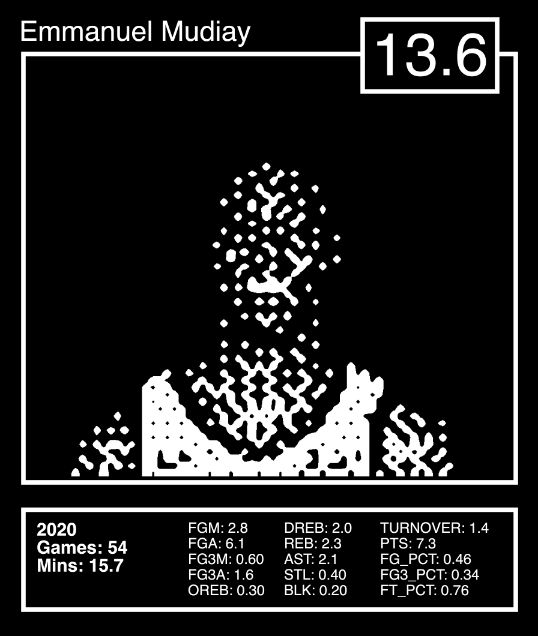 Emmanuel Mudiay
13.6
2020
Games: 54
Mins: 15.7
FGM: 2.8
FGA: 6.1
FG3M: 0.60
FG3A: 1.6
OREB: 0.30
DREB: 2.0
REB: 2.3
AST: 2.1
STL: 0.40
BLK: 0.20
TURNOVER: 1.4
PTS: 7.3
FG_PCT: 0.46
FG3_PCT: 0.34
FT_PCT: 0.76